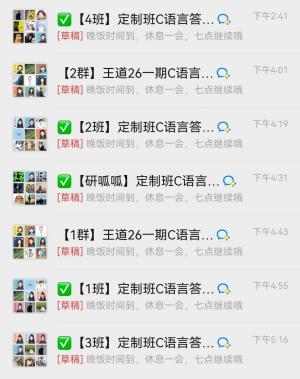 ✅【4班】定制班C语言答...
下午2:41
[草稿] 晚饭时间到，休息一会，七点继续哦
【2群】王道26一期C语言...
下午4:01
[草稿] 晚饭时间到，休息一会，七点继续哦
✅【2班】定制班C语言答...
下午4:19
[草稿] 晚饭时间到，休息一会，七点继续哦
✅【研呱呱】定制班C语言...
下午4:31
[草稿] 晚饭时间到，休息一会，七点继续哦
【1群】王道26一期C语言...
下午4:43
[草稿] 晚饭时间到，休息一会，七点继续哦
✅【1班】定制班C语言答...
下午4:55
[草稿] 晚饭时间到，休息一会，七点继续哦
✅【3班】定制班C语言答...
下午5:16
[草稿] 晚饭时间到，休息一会，七点继续哦